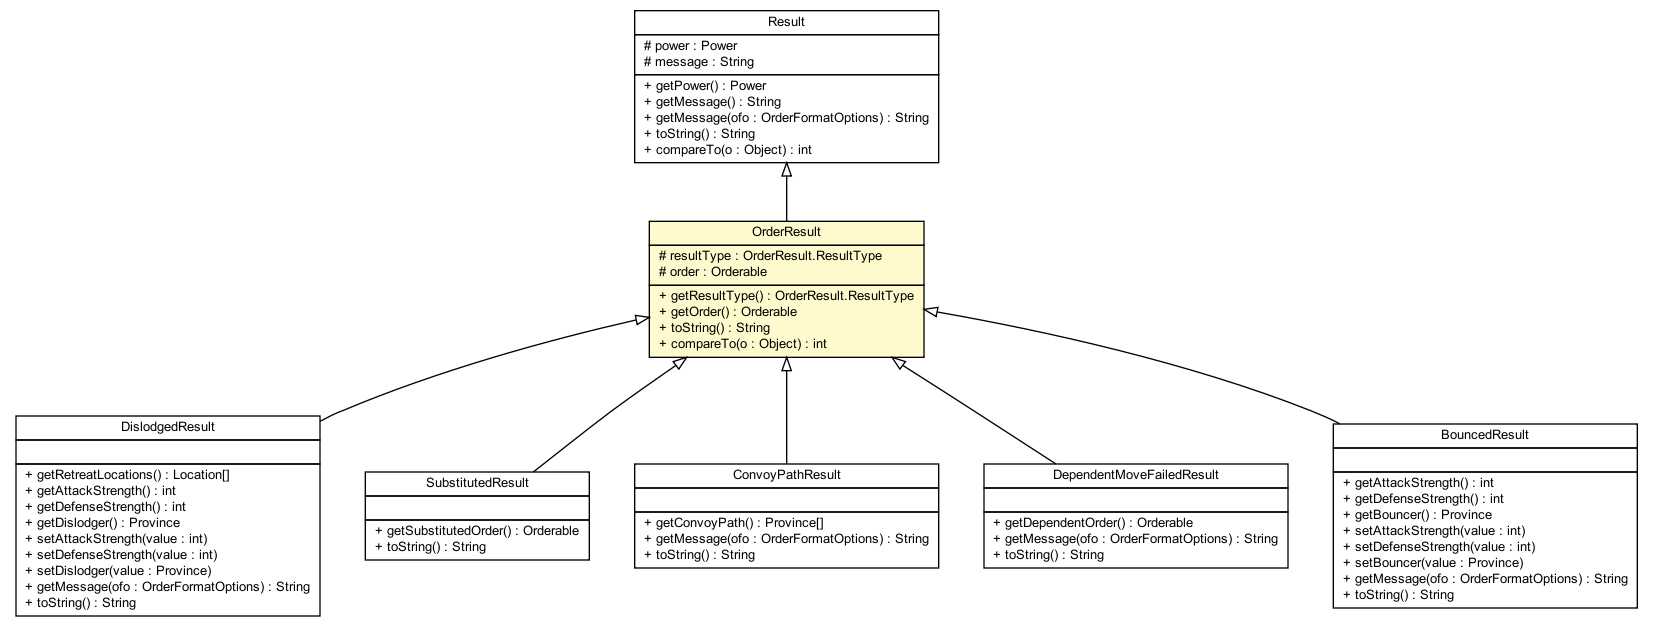 Result
# power : Power
# message : String
+ getPower() : Power
+ getMessage() : String
+ getMessage(ofo : OrderFormatOptions) : String
+ toString() : String
+ compareTo(o : Object) : int
OrderResult
# resultType : OrderResult.ResultType
# order : Orderable
+ getResultType() : OrderResult.ResultType
+ getOrder() : Orderable
+ toString() : String
+ compareTo(o : Object) : int
DislodgedResult
+ getRetreatLocations() : Location[]
+ getAttackStrength() : int
+ getDefenseStrength() : int
+ getDislodger() : Province
+ setAttackStrength(value : int)
+ setDefenseStrength(value : int)
+ setDislodger(value : Province)
+ getMessage(ofo : OrderFormatOptions) : String
+ toString() : String
SubstitutedResult
+ getSubstitutedOrder() : Orderable
+ toString() : String
ConvoyPathResult
+ getConvoyPath() : Province[]
+ getMessage(ofo : OrderFormatOptions) : String
+ toString() : String
DependentMoveFailedResult
+ getDependentOrder() : Orderable
+ getMessage(ofo : OrderFormatOptions) : String
+ toString() : String
BouncedResult
+ getAttackStrength() : int
+ getDefenseStrength() : int
+ getBouncer() : Province
+ setAttackStrength(value : int)
+ setDefenseStrength(value : int)
+ setBouncer(value : Province)
+ getMessage(ofo : OrderFormatOptions) : String
+ toString() : String